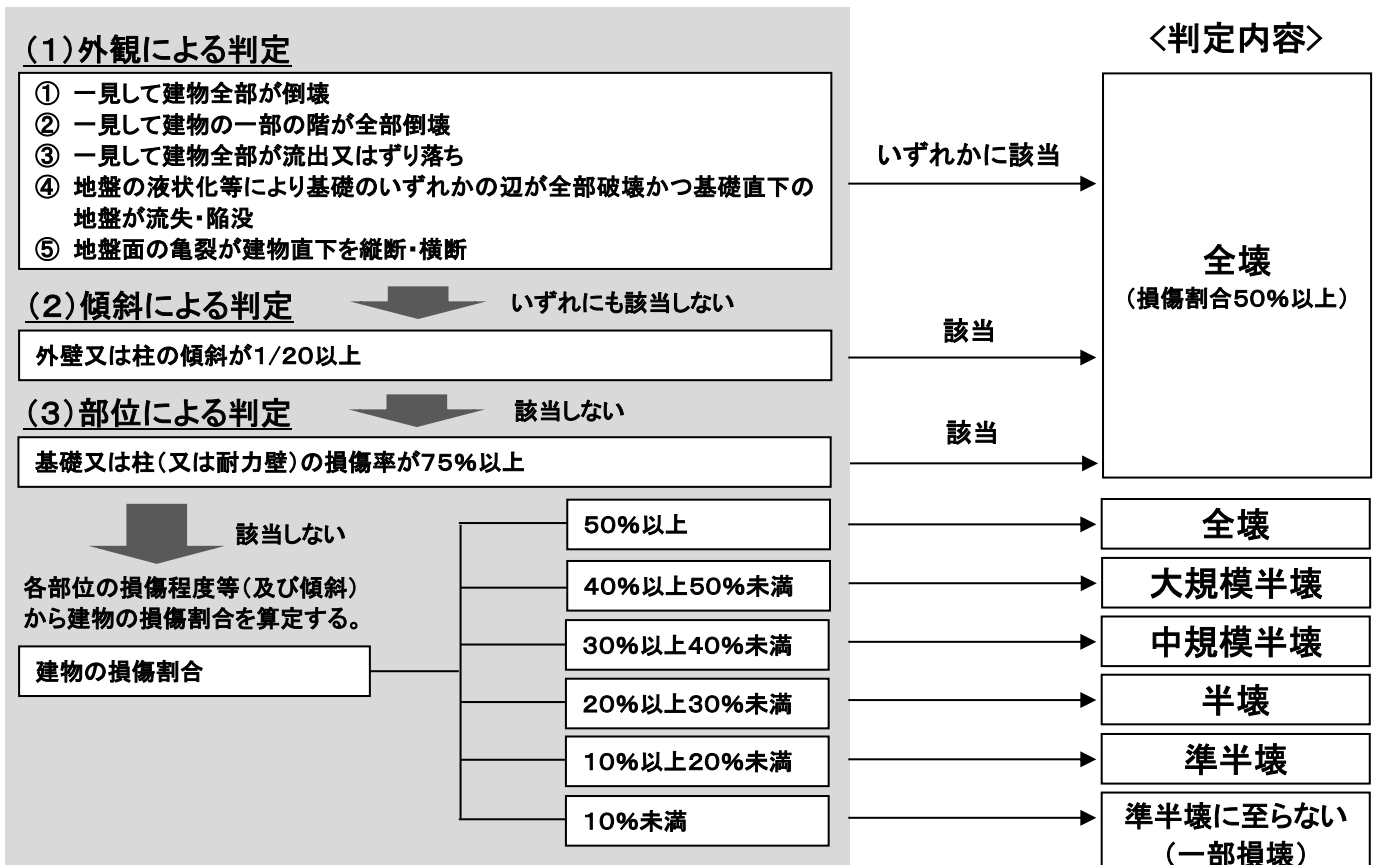 (1)外観による判定
<判定内容>
① 一見して建物全部が倒壊
② 一見して建物の一部の階が全部倒壊
③ 一見して建物全部が流出又はずり落ち
④ 地盤の液状化等により基礎のいずれかの辺が全部破壊かつ基礎直下の
地盤が流失・陥没
⑤ 地盤面の亀裂が建物直下を縦断・横断
いずれかに該当
全壊
(損傷割合50%以上)
(2)傾斜による判定
いずれにも該当しない
外壁又は柱の傾斜が1/20以上
該当
(3)部位による判定
該当しない
基礎又は柱(又は耐力壁)の損傷率が75%以上
該当
該当しない
各部位の損傷程度等(及び傾斜)
から建物の損傷割合を算定する。
建物の損傷割合
50%以上
全壊
40%以上50%未満
大規模半壊
30%以上40%未満
中規模半壊
20%以上30%未満
半壊
10%以上20%未満
準半壊
10%未満
準半壊に至らない
(一部損壊)